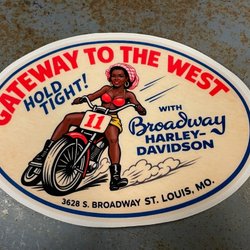 GATEWAY TO THE WEST
HOLD
TIGHT!
WITH
Broadway
HARLEY-
DAVIDSON
11
3628 S. BROADWAY ST. LOUIS, MO.